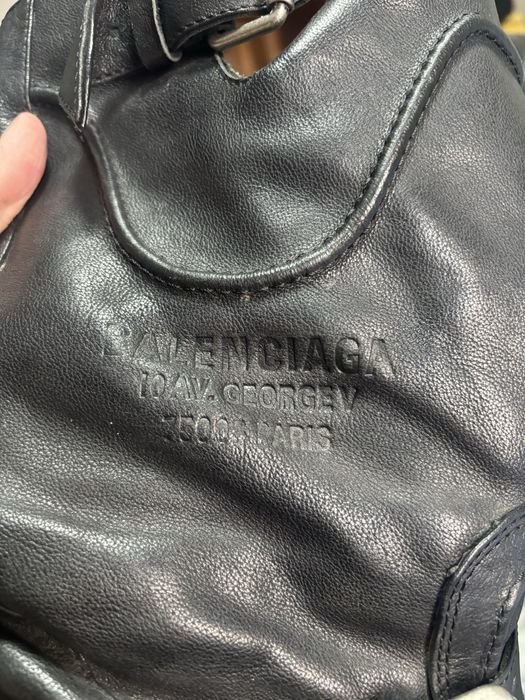 BALENCIAGA
10 AV. GEORGE V
75008 PARIS